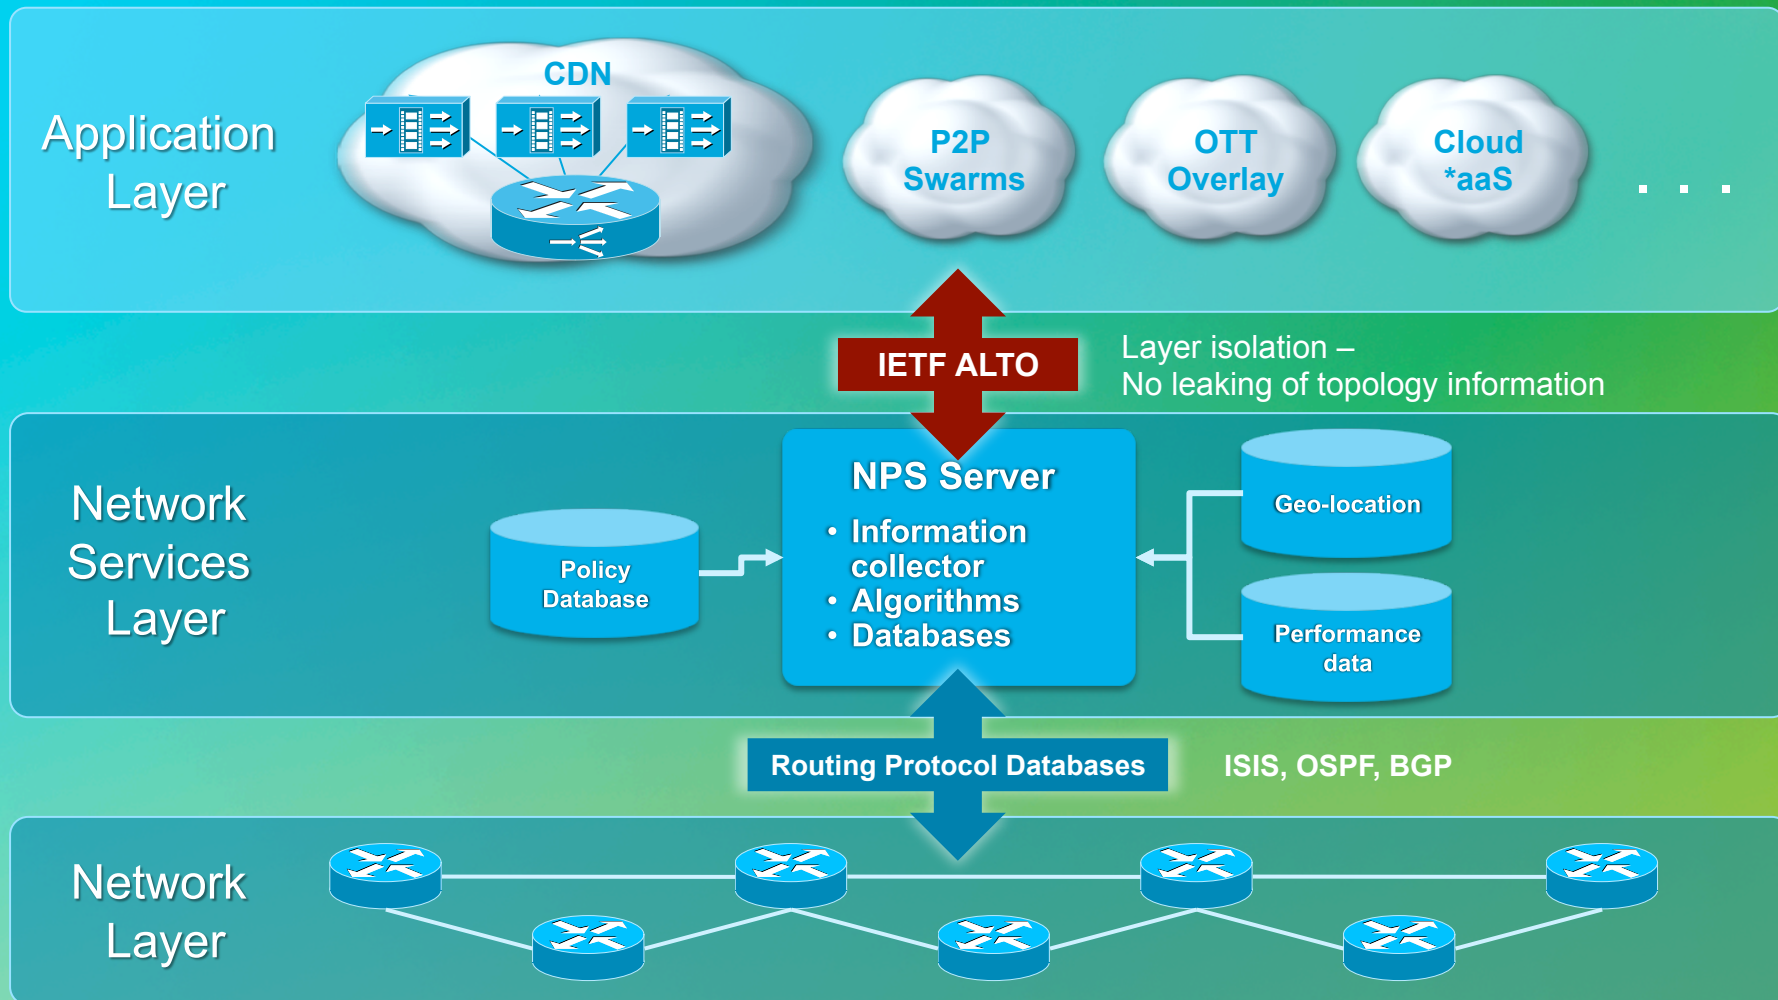 Application
Layer
CDN
P2P
Swarms
OTT
Overlay
Cloud
*aaS
. . .
IETF ALTO
Layer isolation –
No leaking of topology information
Network
Services
Layer
Policy
Database
NPS Server
• Information
collector
• Algorithms
• Databases
Geo-location
Performance
data
Routing Protocol Databases
ISIS, OSPF, BGP
Network
Layer